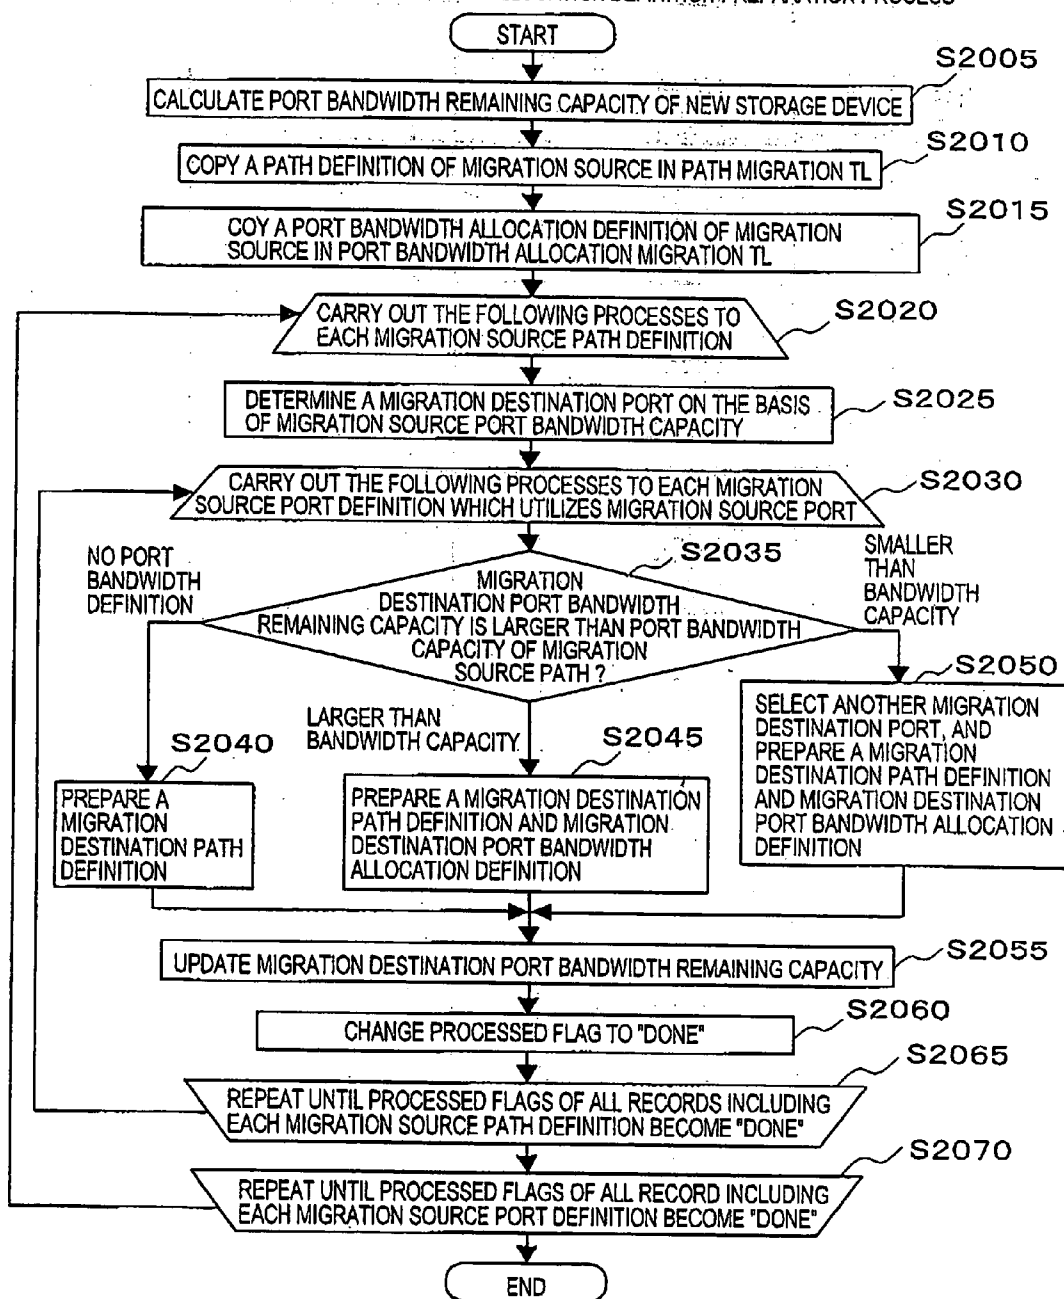 PREPARATION PROCESS
START
S2005
CALCULATE PORT BANDWIDTH REMAINING CAPACITY OF NEW STORAGE DEVICE
S2010
COPY A PATH DEFINITION OF MIGRATION SOURCE IN PATH MIGRATION TL
S2015
COY A PORT BANDWIDTH ALLOCATION DEFINITION OF MIGRATION
SOURCE IN PORT BANDWIDTH ALLOCATION MIGRATION TL
S2020
CARRY OUT THE FOLLOWING PROCESSES TO
EACH MIGRATION SOURCE PATH DEFINITION
S2025
DETERMINE A MIGRATION DESTINATION PORT ON THE BASIS
OF MIGRATION SOURCE PORT BANDWIDTH CAPACITY
S2030
CARRY OUT THE FOLLOWING PROCESSES TO EACH MIGRATION
SOURCE PORT DEFINITION WHICH UTILIZES MIGRATION SOURCE PORT
S2035
MIGRATION
DESTINATION PORT BANDWIDTH
REMAINING CAPACITY IS LARGER THAN PORT BANDWIDTH
CAPACITY OF MIGRATION
SOURCE PATH ?
NO PORT
BANDWIDTH
DEFINITION
SMALLER
THAN
BANDWIDTH
CAPACITY
LARGER THAN
BANDWIDTH CAPACITY
S2040
PREPARE A
MIGRATION
DESTINATION PATH
DEFINITION
S2045
PREPARE A MIGRATION DESTINATION
PATH DEFINITION AND MIGRATION
DESTINATION PORT BANDWIDTH
ALLOCATION DEFINITION
S2050
SELECT ANOTHER MIGRATION
DESTINATION PORT, AND
PREPARE A MIGRATION
DESTINATION PATH DEFINITION
AND MIGRATION DESTINATION
PORT BANDWIDTH ALLOCATION
DEFINITION
S2055
UPDATE MIGRATION DESTINATION PORT BANDWIDTH REMAINING CAPACITY
S2060
CHANGE PROCESSED FLAG TO "DONE"
S2065
REPEAT UNTIL PROCESSED FLAGS OF ALL RECORDS INCLUDING
EACH MIGRATION SOURCE PATH DEFINITION BECOME "DONE"
S2070
REPEAT UNTIL PROCESSED FLAGS OF ALL RECORD INCLUDING
EACH MIGRATION SOURCE PORT DEFINITION BECOME "DONE"
END